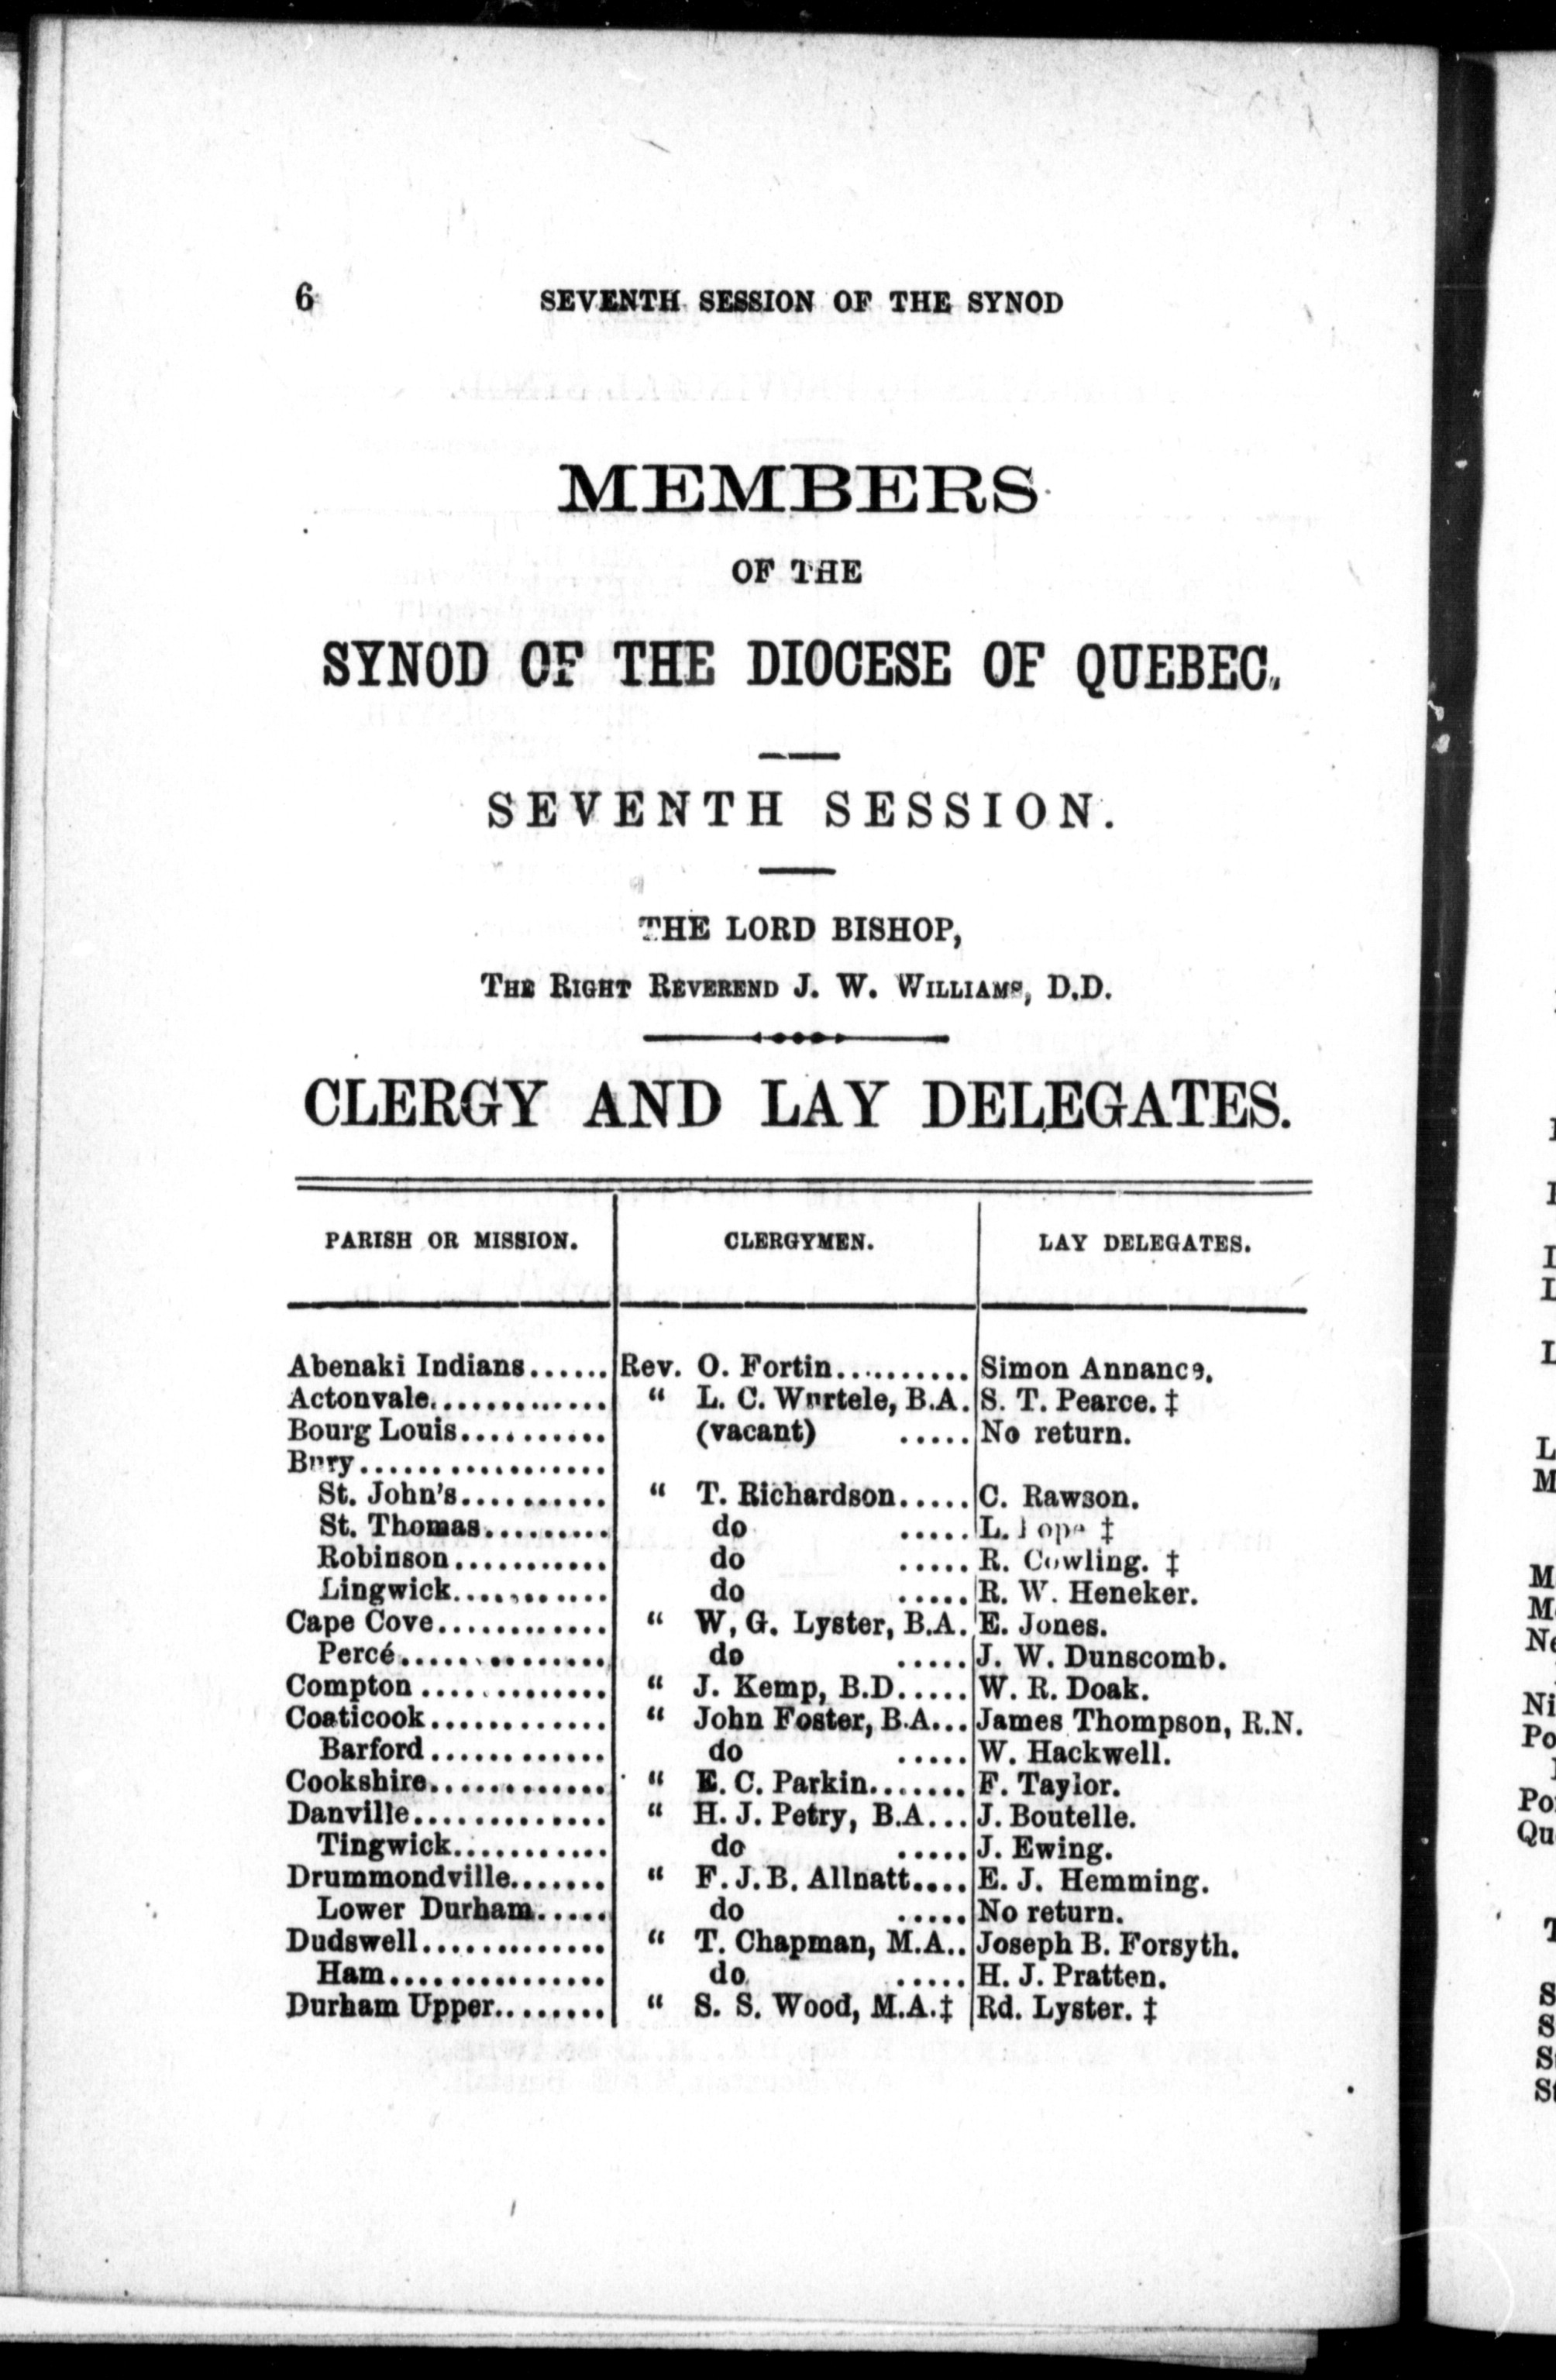 6 SEVENTH SESSION OF THE SYNOD
MEMBERS
OF THE
SYNOD OF THE DIOCESE OF QUEBEC.
SEVENTH SESSION.
THE LORD BISHOP,
THE RIGHT REVEREND J. W. WILLIAMS, D.D.
CLERGY AND LAY DELEGATES.
PARISH OR MISSION. CLERGYMEN. LAY DELEGATES.
Abenaki Indians...... Rev. O. Fortin........... Simon Annance.
Actonvale............. " L. C. Wurtele, B.A. S. T. Pearce. ‡
Bourg Louis.......... (vacant) ..... No return.
Bury.................
St. John's........... " T. Richardson..... C. Rawson.
St. Thomas......... do ..... L. Pope ‡
Robinson........... do ..... R. Cowling. ‡
Lingwick............ do ..... R. W. Heneker.
Cape Cove............ " W. G. Lyster, B.A. E. Jones.
Percé............... do ..... J. W. Dunscomb.
Compton ............. " J. Kemp, B.D..... W. R. Doak.
Coaticook............ " John Foster, B.A... James Thompson, R.N.
Barford............ do ..... W. Hackwell.
Cookshire............ " E. C. Parkin....... F. Taylor.
Danville............. " H. J. Petry, B.A... J. Boutelle.
Tingwick........... do ..... J. Ewing.
Drummondville....... " F. J. B. Allnatt.... E. J. Hemming.
Lower Durham..... do ..... No return.
Dudswell............. " T. Chapman, M.A.. Joseph B. Forsyth.
Ham............... do ..... H. J. Pratten.
Durham Upper........ " S. S. Wood, M.A.‡ Rd. Lyster. ‡